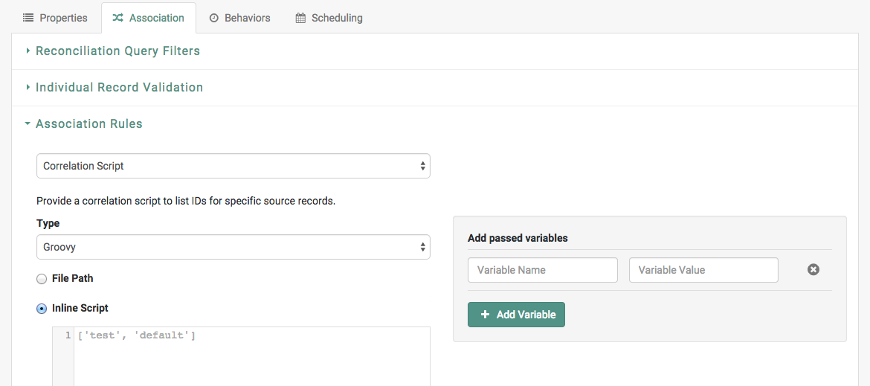 Properties Association Behaviors Scheduling
Reconciliation Query Filters
Individual Record Validation
Association Rules
Correlation Script
Provide a correlation script to list IDs for specific source records.
Type
Groovy
File Path
Inline Script
1 ['test', 'default']
Add passed variables
Variable Name Variable Value
+ Add Variable